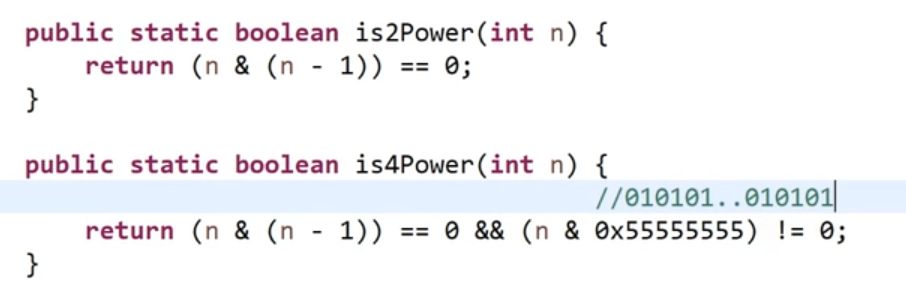 public static boolean is2Power(int n) {
return (n & (n - 1)) == 0;
}
public static boolean is4Power(int n) {
//010101..010101
return (n & (n - 1)) == 0 && (n & 0x55555555) != 0;
}